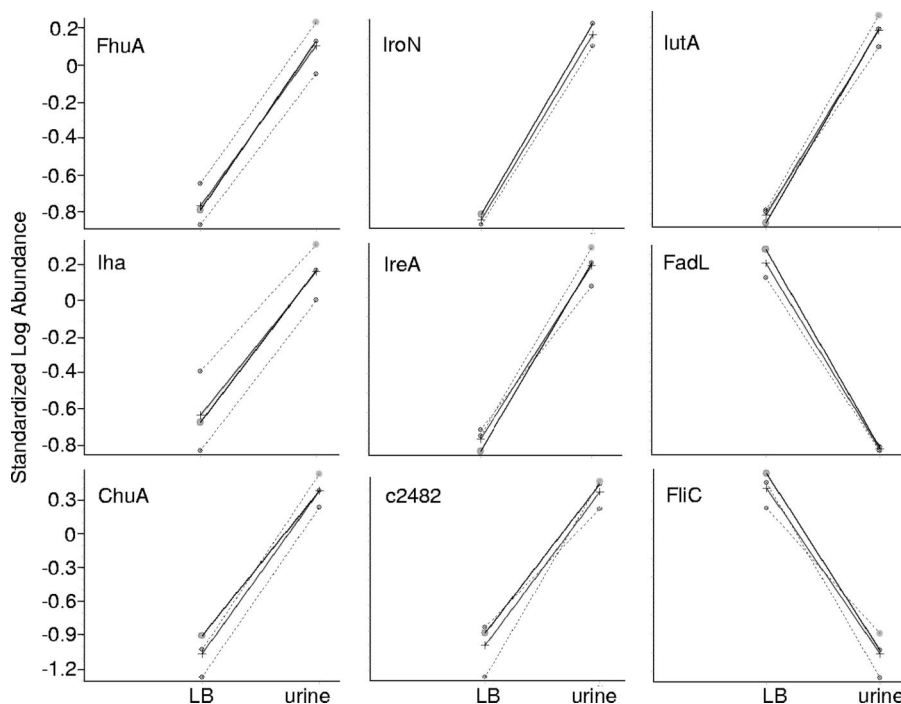 Standardized Log Abundance
FhuA
IroN
IutA
0.2
0
-0.2
-0.4
-0.6
-0.8
Iha
IreA
FadL
0.2
0
-0.2
-0.4
-0.6
-0.8
ChuA
c2482
FliC
0.3
0
-0.3
-0.6
-0.9
-1.2
LB urine LB urine LB urine